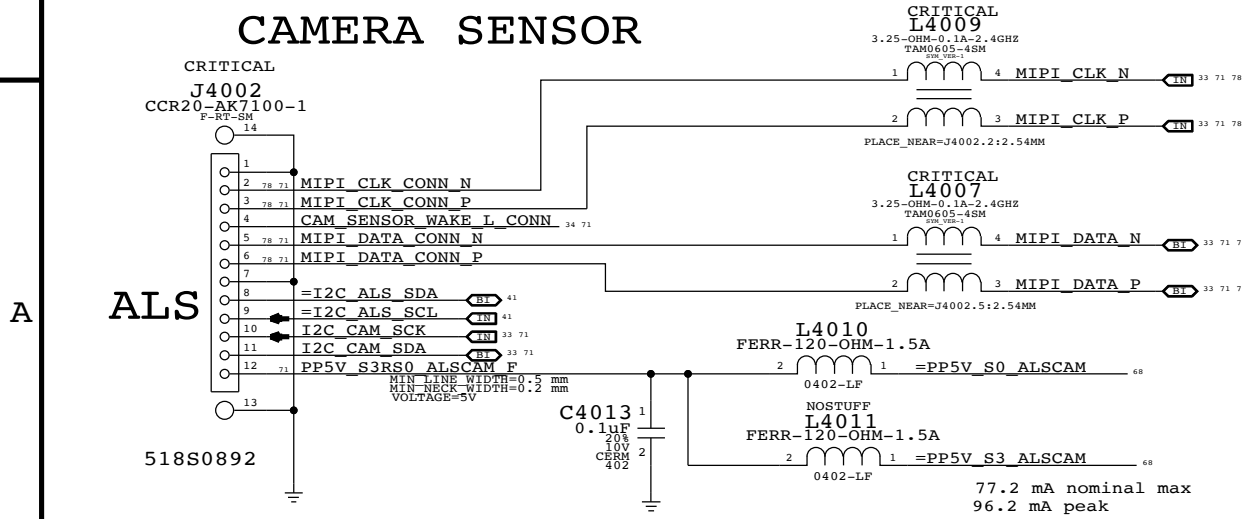 CAMERA SENSOR
CRITICAL
J4002
CCR20-AK7100-1
F-RT-SM
14
1
2 78 71 MIPI_CLK_CONN_N
3 78 71 MIPI_CLK_CONN_P
4 CAM_SENSOR_WAKE_L_CONN 34 71
5 78 71 MIPI_DATA_CONN_N
6 78 71 MIPI_DATA_CONN_P
7
8 =I2C_ALS_SDA BI 41
9 =I2C_ALS_SCL IN 41
10 I2C_CAM_SCK IN 33 71
11 I2C_CAM_SDA BI 33 71
12 71 PP5V_S3RS0_ALSCAM_F
MIN_LINE_WIDTH=0.5 mm
MIN_NECK_WIDTH=0.2 mm
VOLTAGE=5V
13
518S0892
ALS
A
CRITICAL
L4009
3.25-OHM-0.1A-2.4GHZ
TAM0605-4SM
SYM_VER-1
1 4 MIPI_CLK_N IN 33 71 78
2 3 MIPI_CLK_P IN 33 71 78
PLACE_NEAR=J4002.2:2.54MM
CRITICAL
L4007
3.25-OHM-0.1A-2.4GHZ
TAM0605-4SM
SYM_VER-1
1 4 MIPI_DATA_N BI 33 71 7
2 3 MIPI_DATA_P BI 33 71 7
PLACE_NEAR=J4002.5:2.54MM
L4010
FERR-120-OHM-1.5A
2 1 =PP5V_S0_ALSCAM 68
0402-LF
NOSTUFF
L4011
FERR-120-OHM-1.5A
2 1 =PP5V_S3_ALSCAM 68
0402-LF
C4013 1
0.1uF
20%
10V 2
CERM
402
77.2 mA nominal max
96.2 mA peak